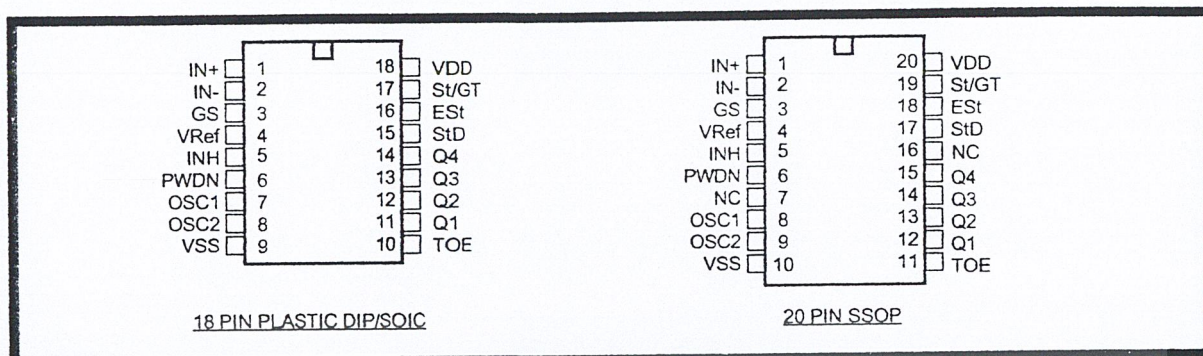 IN+ 1 18 VDD
IN- 2 17 St/GT
GS 3 16 ESt
VRef 4 15 StD
INH 5 14 Q4
PWDN 6 13 Q3
OSC1 7 12 Q2
OSC2 8 11 Q1
VSS 9 10 TOE
18 PIN PLASTIC DIP/SOIC
IN+ 1 20 VDD
IN- 2 19 St/GT
GS 3 18 ESt
VRef 4 17 StD
INH 5 16 NC
PWDN 6 15 Q4
NC 7 14 Q3
OSC1 8 13 Q2
OSC2 9 12 Q1
VSS 10 11 TOE
20 PIN SSOP